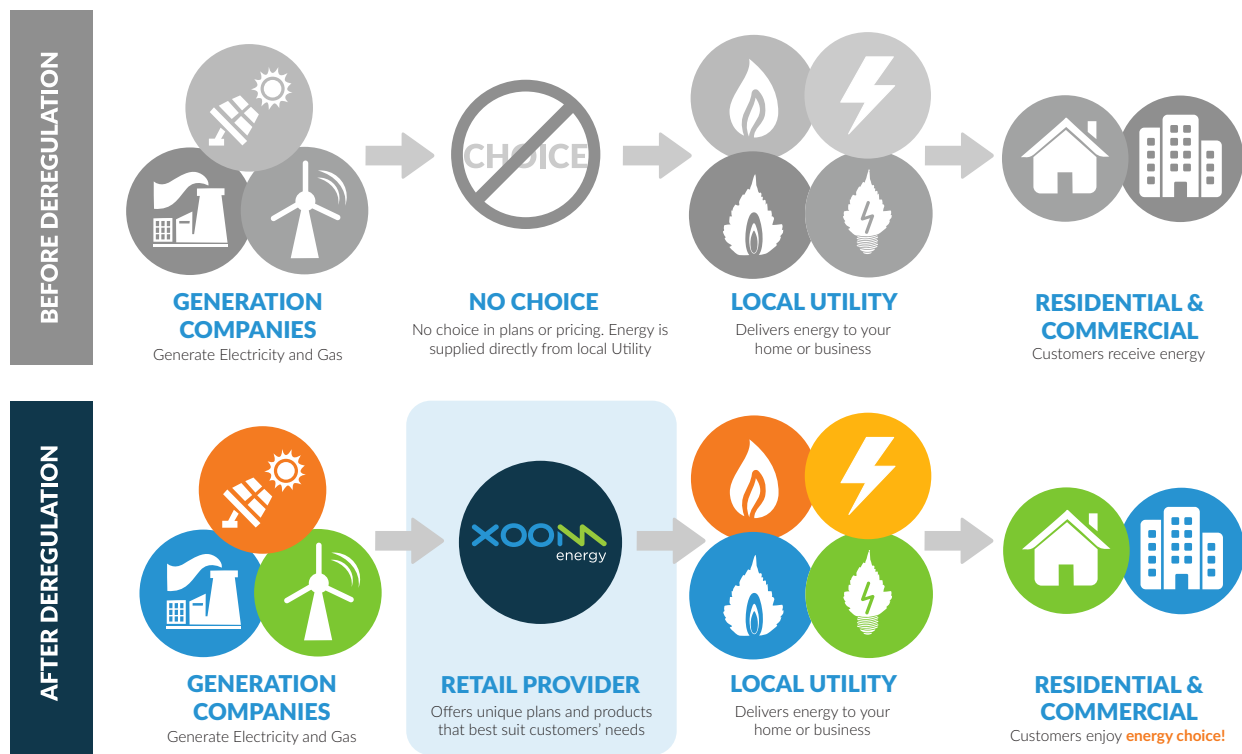 BEFORE DEREGULATION
CHOICE
GENERATION
COMPANIES
Generate Electricity and Gas
NO CHOICE
No choice in plans or pricing. Energy is
supplied directly from local Utility
LOCAL UTILITY
Delivers energy to your
home or business
RESIDENTIAL &
COMMERCIAL
Customers receive energy
AFTER DEREGULATION
XOOM
energy
GENERATION
COMPANIES
Generate Electricity and Gas
RETAIL PROVIDER
Offers unique plans and products
that best suit customers’ needs
LOCAL UTILITY
Delivers energy to your
home or business
RESIDENTIAL &
COMMERCIAL
Customers enjoy energy choice!